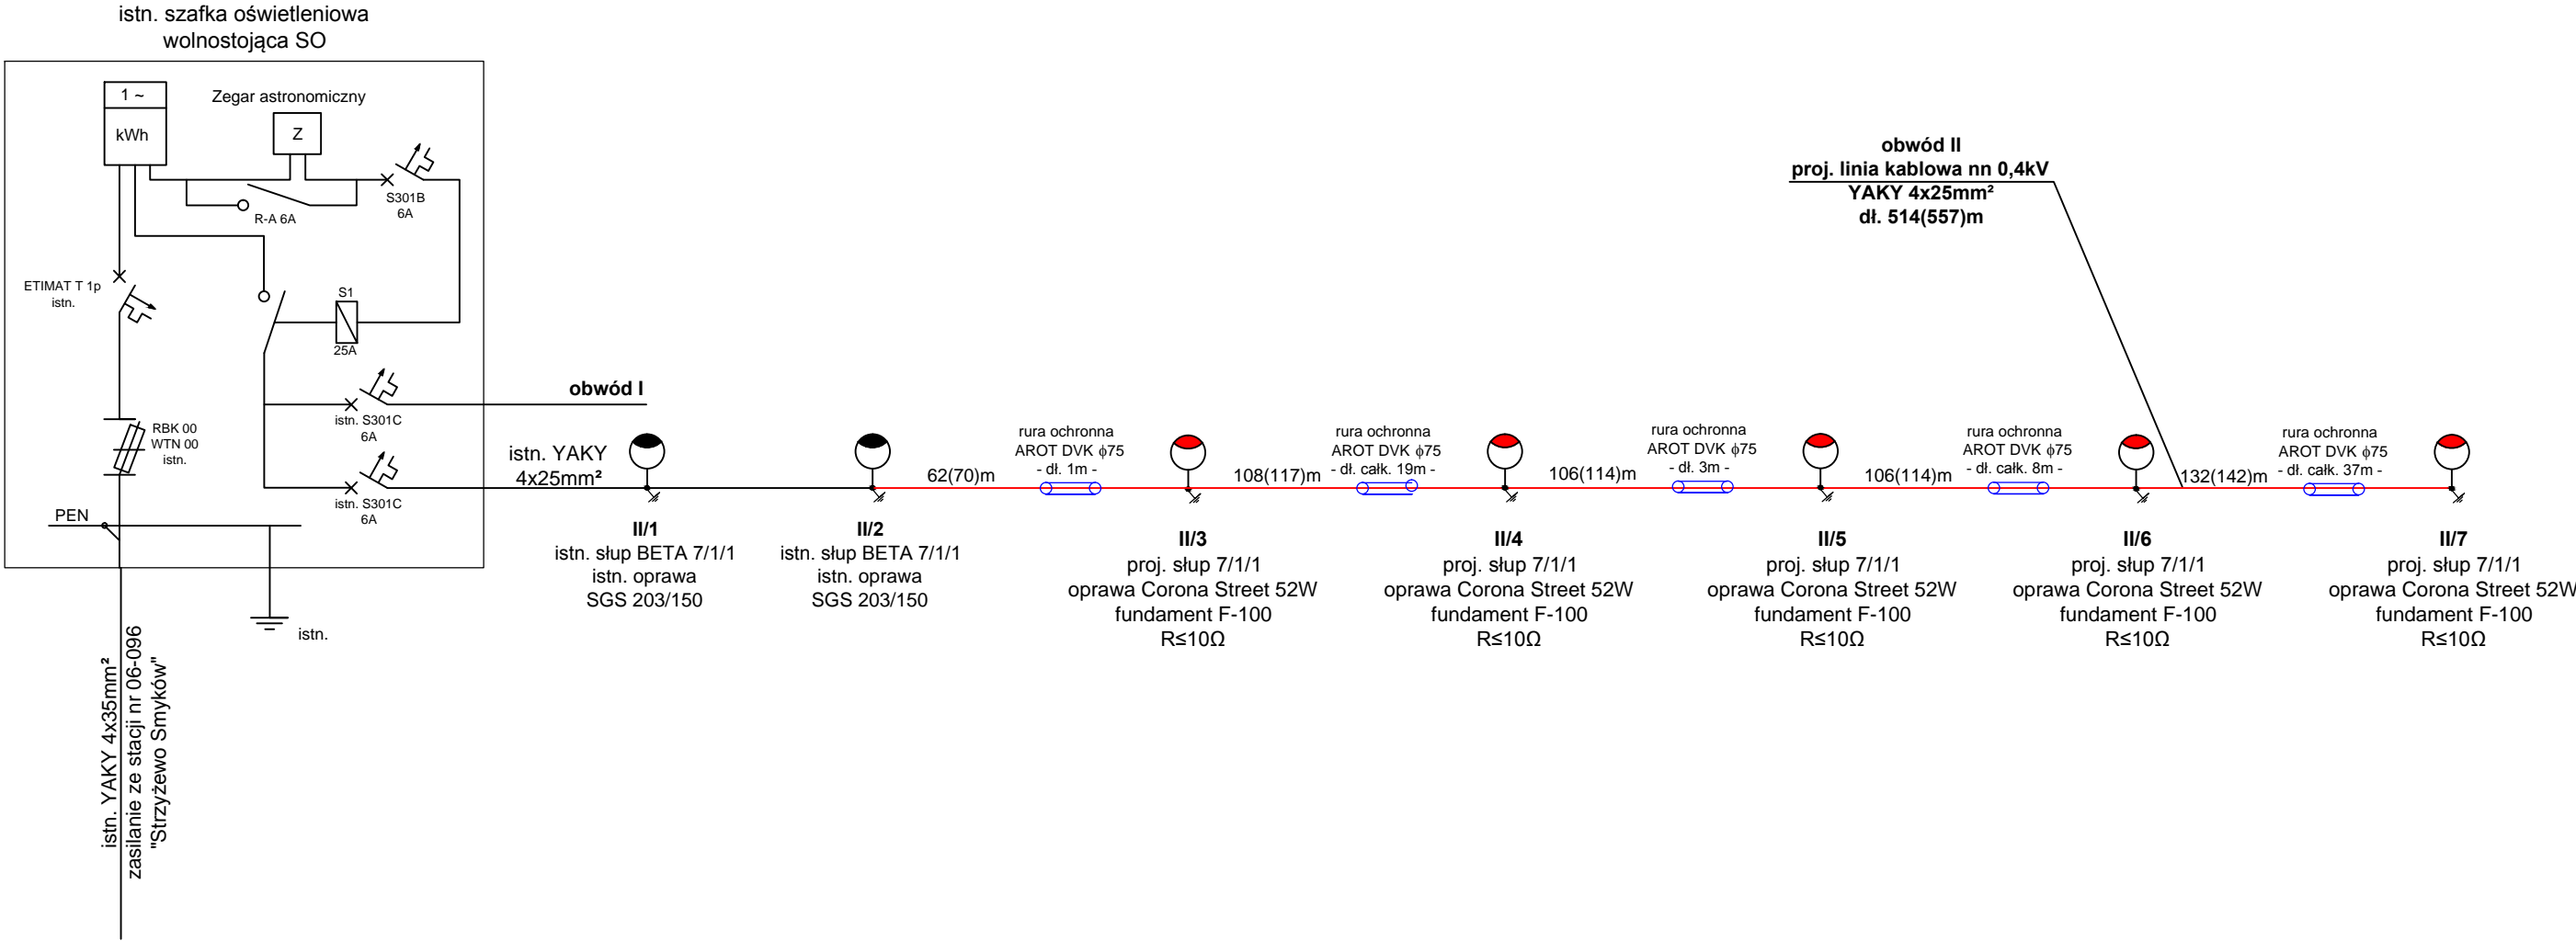 istn. szafka oświetleniowa
wolnostojąca SO
1 ~
kWh
Zegar astronomiczny
Z
S301B
6A
R-A 6A
ETIMAT T 1p
istn.
S1
25A
RBK 00
WTN 00
istn.
istn. S301C
6A
istn. S301C
6A
PEN
istn.
istn. YAKY 4x35mm²
zasilanie ze stacji nr 06-096
"Strzyżewo Smyków"
obwód I
istn. YAKY
4x25mm²
II/1
istn. słup BETA 7/1/1
istn. oprawa
SGS 203/150
II/2
istn. słup BETA 7/1/1
istn. oprawa
SGS 203/150
62(70)m
rura ochronna
AROT DVK ϕ75
- dł. 1m -
II/3
proj. słup 7/1/1
oprawa Corona Street 52W
fundament F-100
R≤10Ω
108(117)m
rura ochronna
AROT DVK ϕ75
- dł. całk. 19m -
II/4
proj. słup 7/1/1
oprawa Corona Street 52W
fundament F-100
R≤10Ω
106(114)m
rura ochronna
AROT DVK ϕ75
- dł. 3m -
II/5
proj. słup 7/1/1
oprawa Corona Street 52W
fundament F-100
R≤10Ω
106(114)m
rura ochronna
AROT DVK ϕ75
- dł. całk. 8m -
II/6
proj. słup 7/1/1
oprawa Corona Street 52W
fundament F-100
R≤10Ω
obwód II
proj. linia kablowa nn 0,4kV
YAKY 4x25mm²
dł. 514(557)m
132(142)m
rura ochronna
AROT DVK ϕ75
- dł. całk. 37m -
II/7
proj. słup 7/1/1
oprawa Corona Street 52W
fundament F-100
R≤10Ω